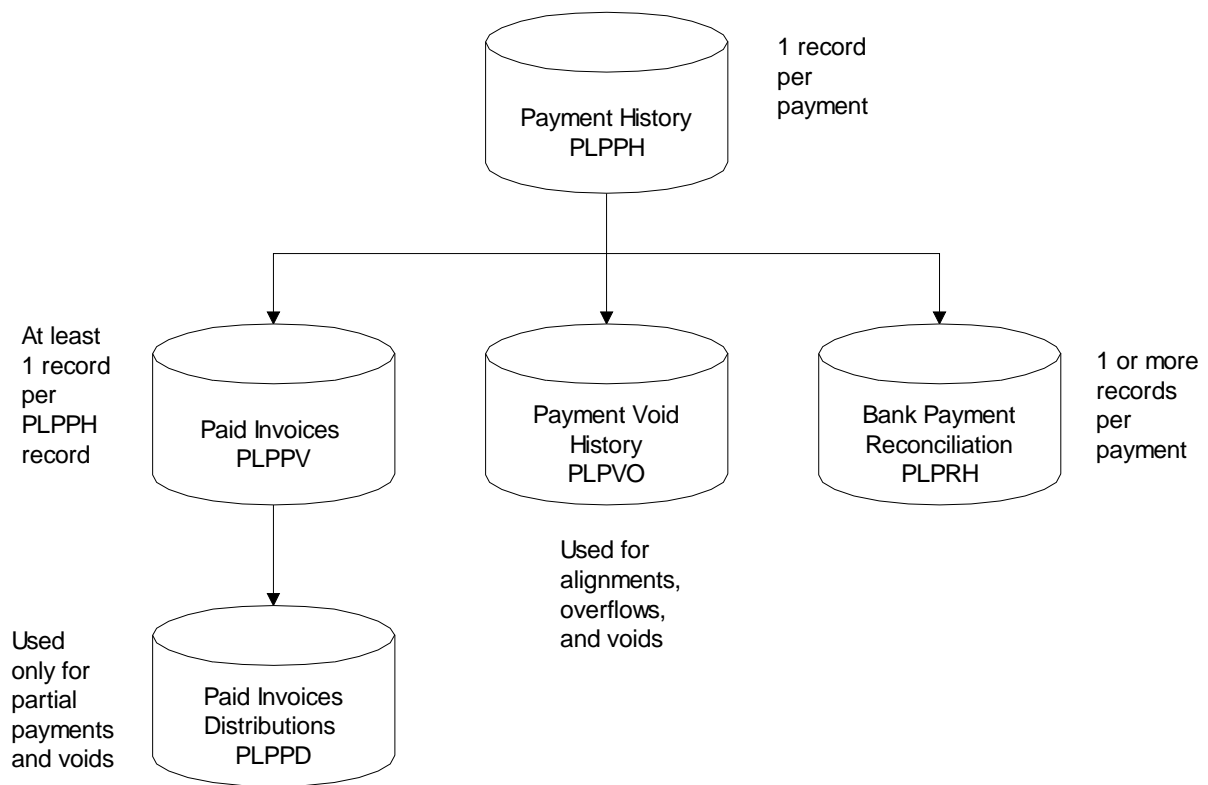 Payment History
PLPPH
1 record
per
payment
At least
1 record
per
PLPPH
record
Paid Invoices
PLPPV
Payment Void
History
PLPVO
Bank Payment
Reconciliation
PLPRH
1 or more
records
per
payment
Used for
alignments,
overflows,
and voids
Used
only for
partial
payments
and voids
Paid Invoices
Distributions
PLPPD